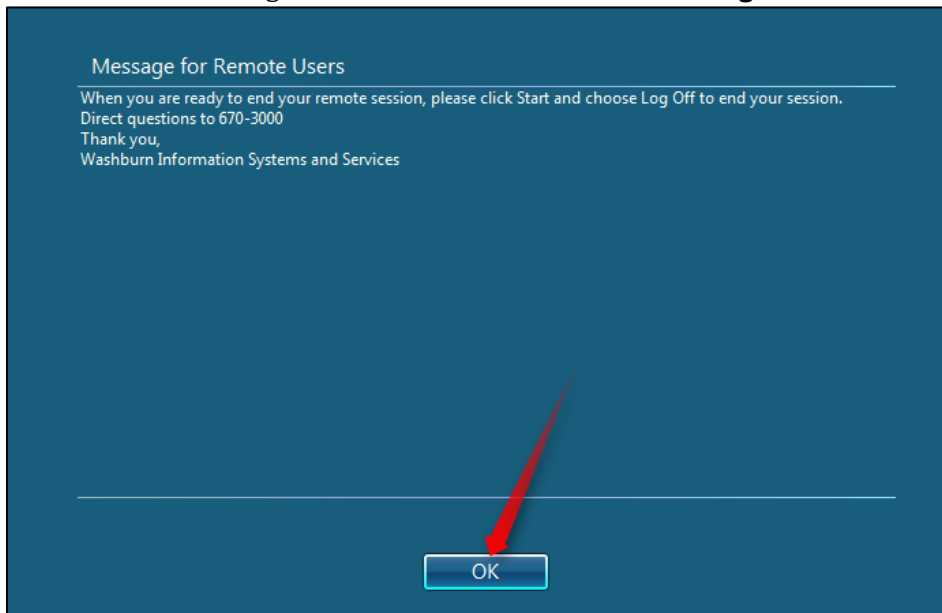 Message for Remote Users
When you are ready to end your remote session, please click Start and choose Log Off to end your session.
Direct questions to 670-3000
Thank you,
Washburn Information Systems and Services
OK